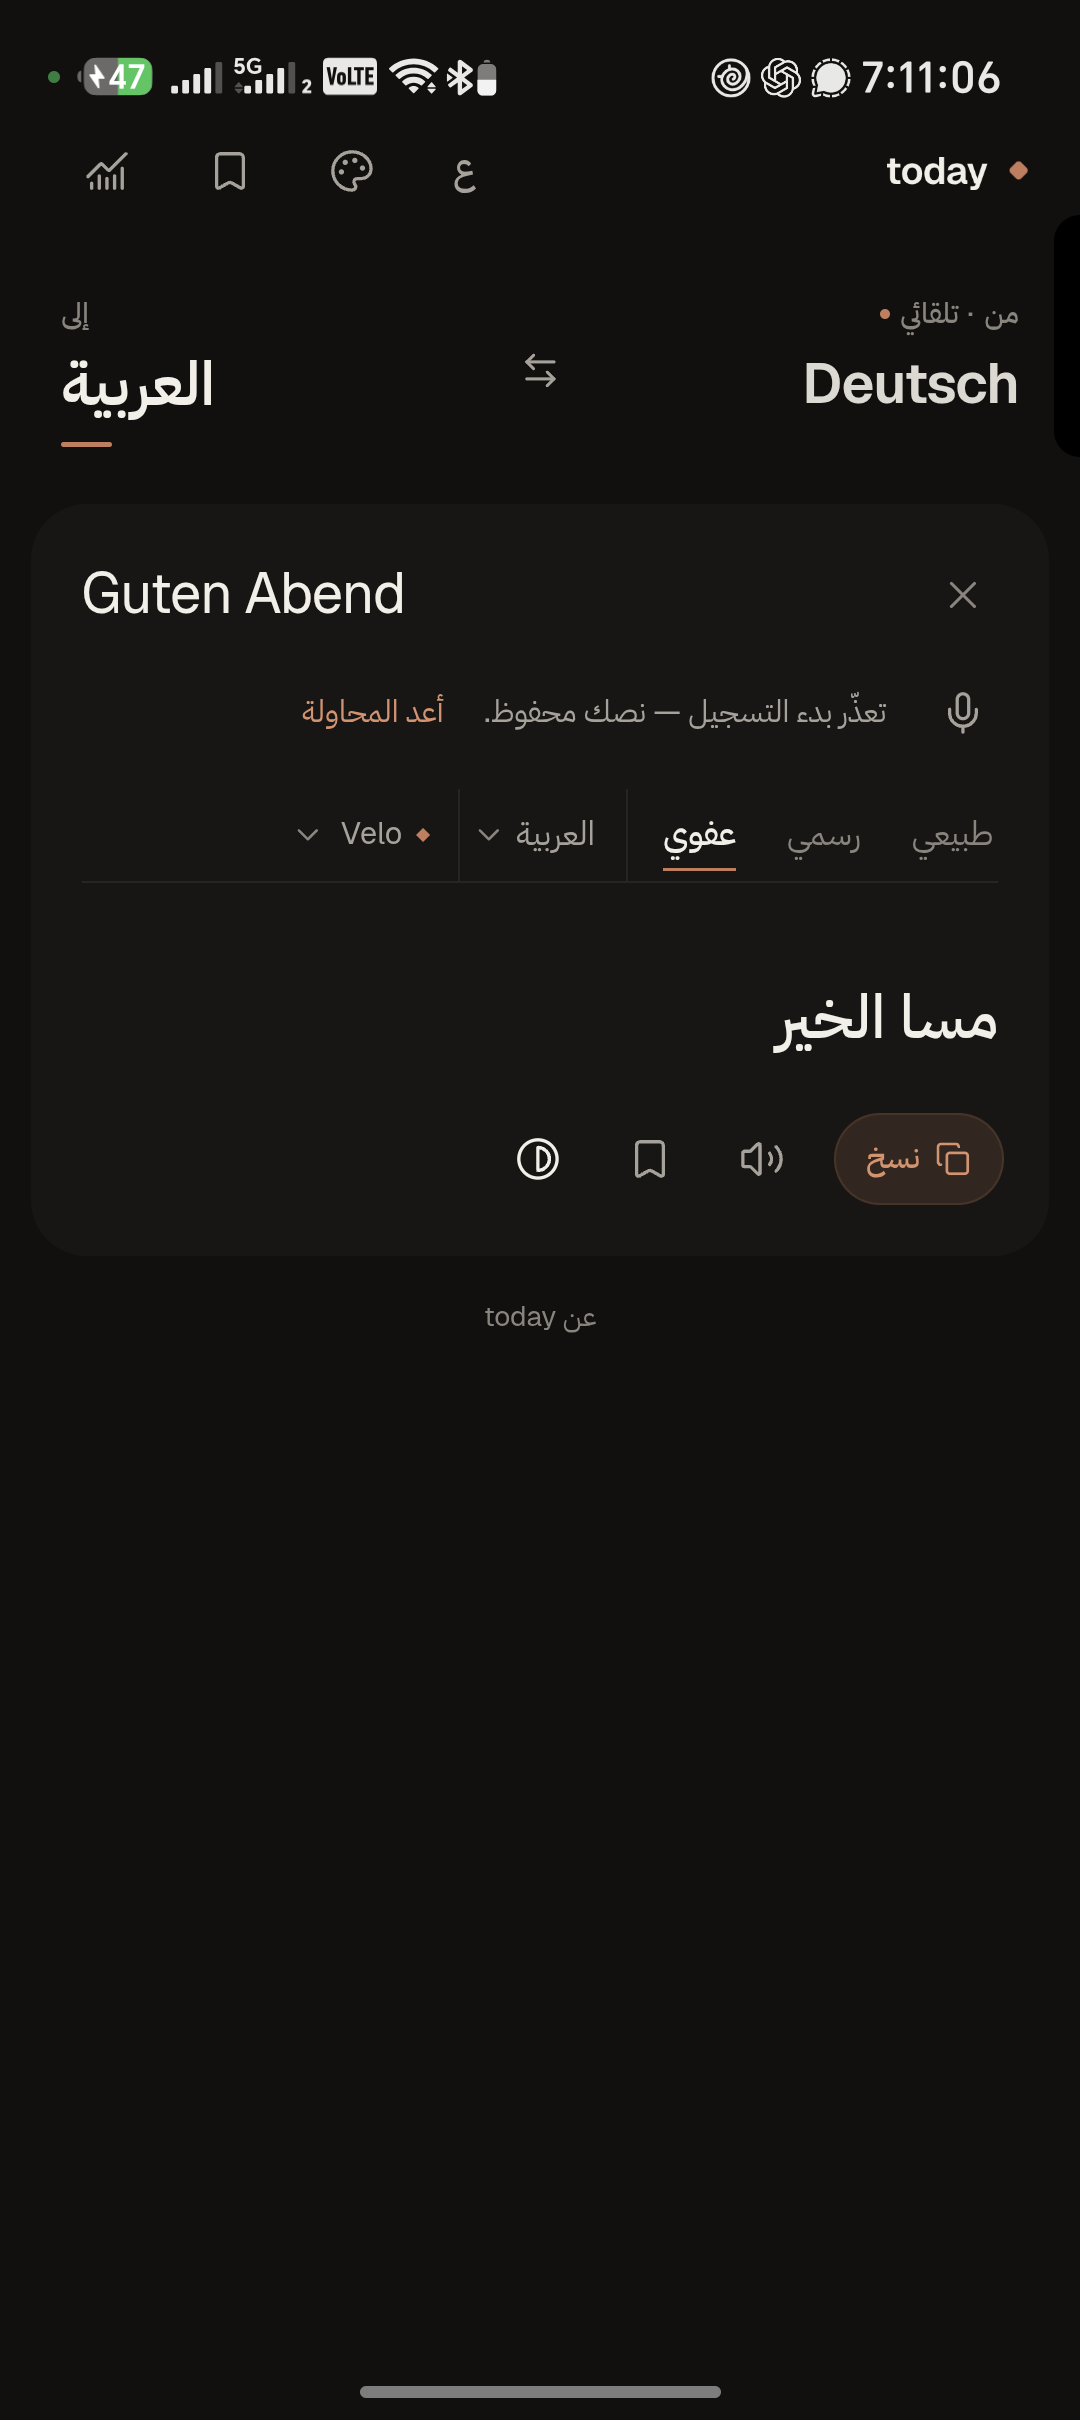 47 5G 2 VoLTE 7:11:06
ع today
من · تلقائي إلى
Deutsch العربية
Guten Abend
تعذّر بدء التسجيل — نصك محفوظ. أعد المحاولة
طبيعي رسمي عفوي العربية Velo
مسا الخير
نسخ
عن today